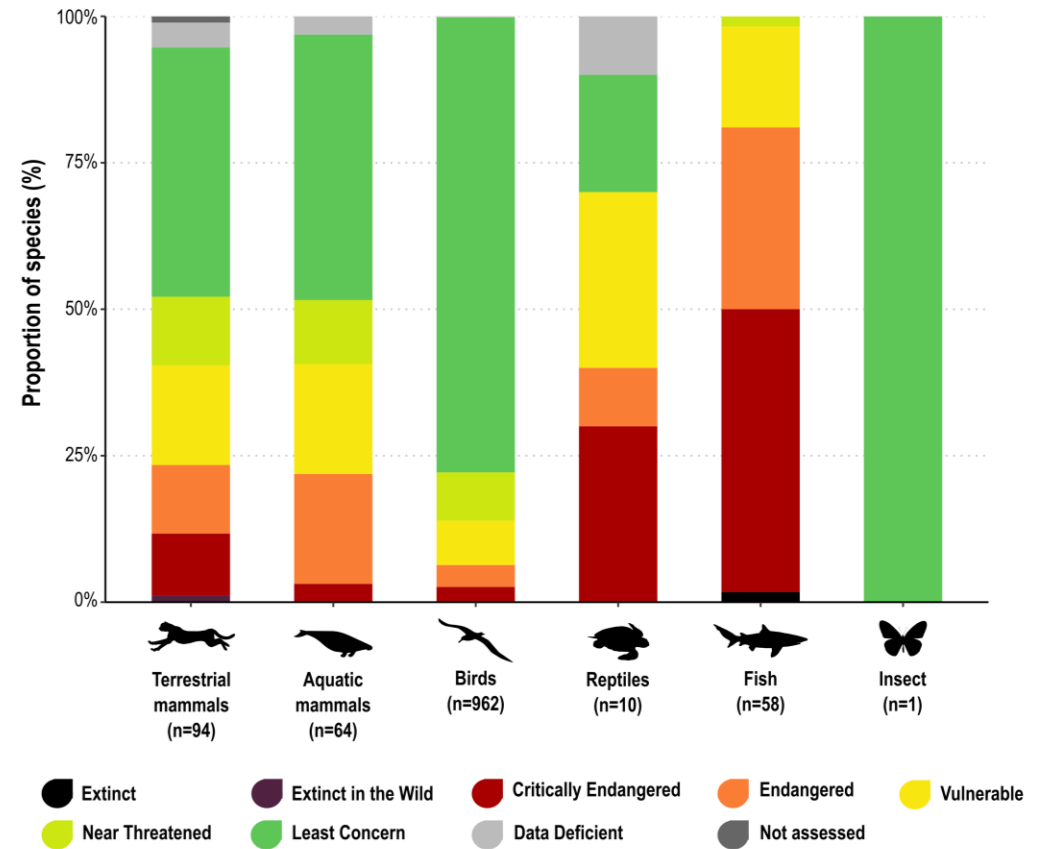 100%
75%
50%
25%
0%
Proportion of species (%)
Terrestrial
mammals
(n=94)
Aquatic
mammals
(n=64)
Birds
(n=962)
Reptiles
(n=10)
Fish
(n=58)
Insect
(n=1)
Extinct
Extinct in the Wild
Critically Endangered
Endangered
Vulnerable
Near Threatened
Least Concern
Data Deficient
Not assessed